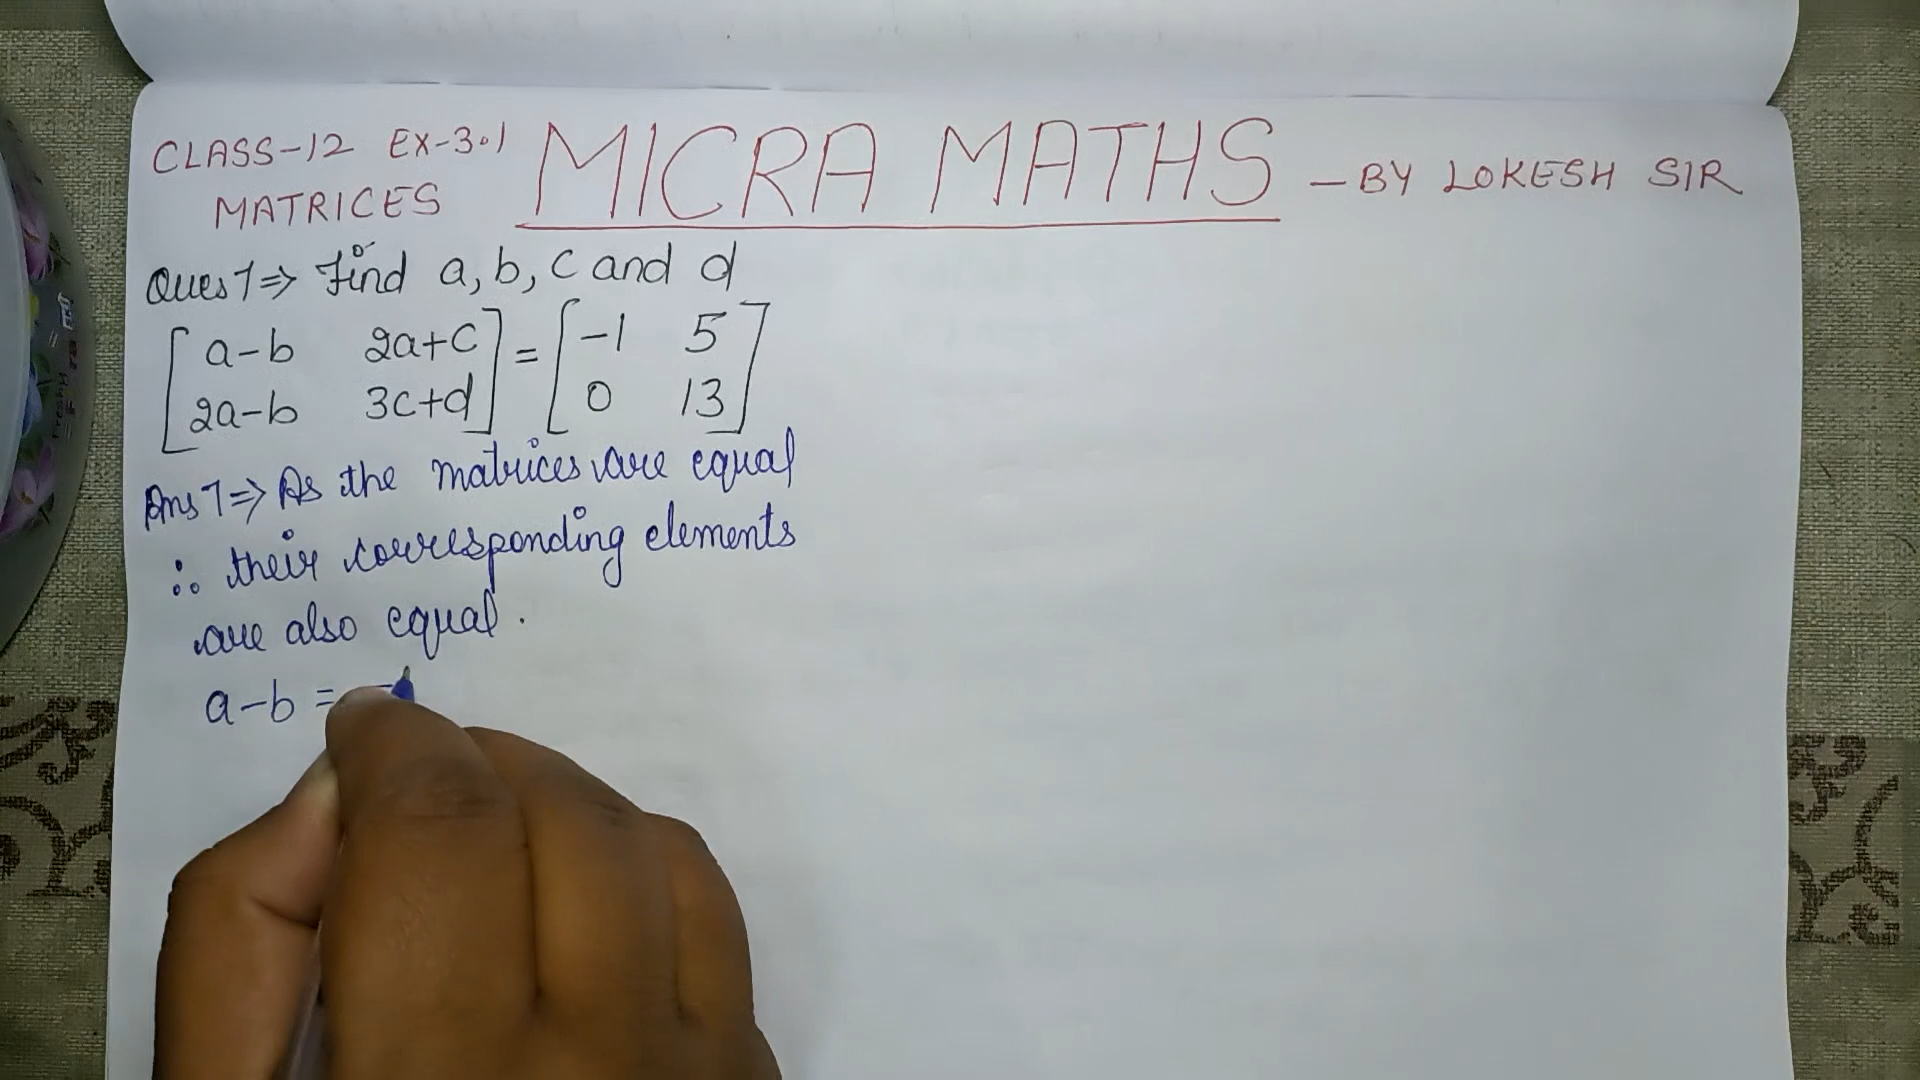 CLASS-12 EX-3.1 MICRA MATHS - BY LOKESH SIR
MATRICES
Ques 7⇒ Find a, b, c and d
[a-b 2a+c] = [-1 5]
[2a-b 3c+d] [0 13]
Ans 7⇒ As the matrices are equal
∴ their corresponding elements
are also equal.
a-b = -